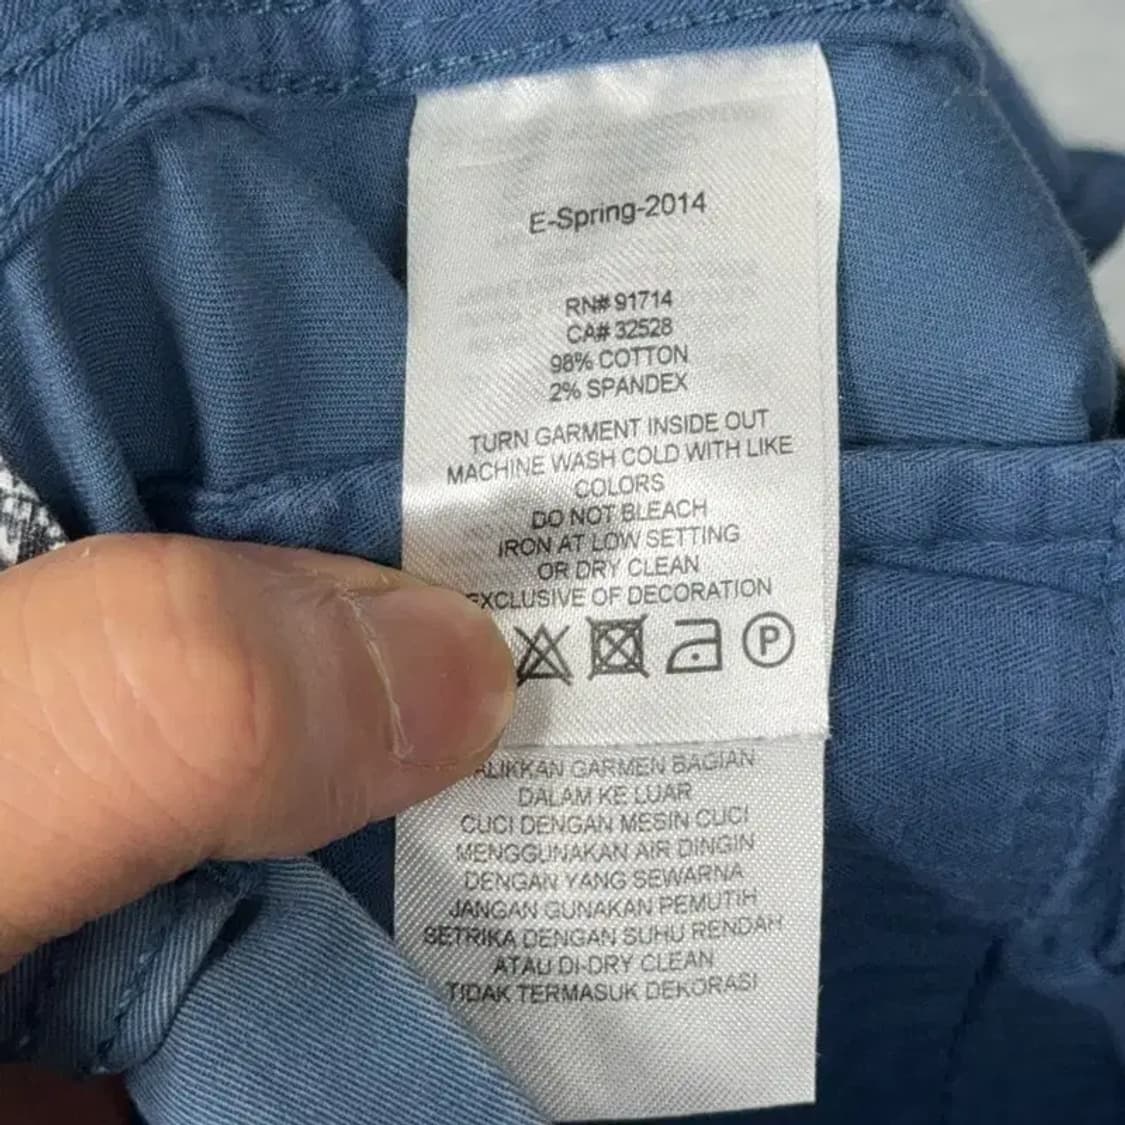 E-Spring-2014
RN# 91714
CA# 32528
98% COTTON
2% SPANDEX
TURN GARMENT INSIDE OUT
MACHINE WASH COLD WITH LIKE
COLORS
DO NOT BLEACH
IRON AT LOW SETTING
OR DRY CLEAN
EXCLUSIVE OF DECORATION
P
GARMEN BAGIAN
DALAM KE LUAR
CUCI DENGAN MESIN CUCI
MENGGUNAKAN AIR DINGIN
DENGAN YANG SEWARNA
JANGAN GUNAKAN PEMUTIH
SETRIKA DENGAN SUHU RENDAH
ATAU DI-DRY CLEAN
TIDAK TERMASUK DEKORASI